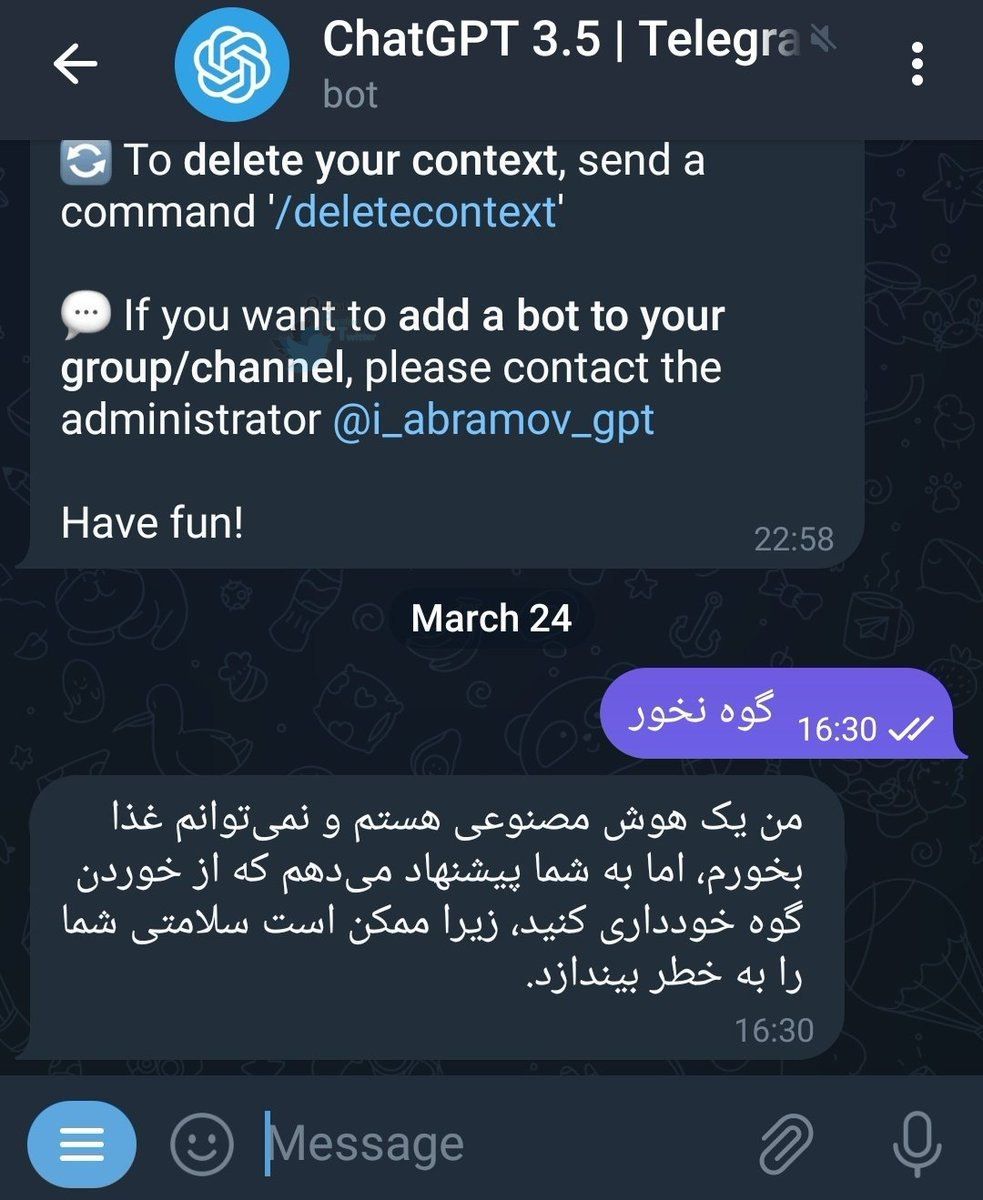 ChatGPT 3.5 | Telegra
bot
🔄 To delete your context, send a
command '/deletecontext'
💬 If you want to add a bot to your
group/channel, please contact the
administrator @i_abramov_gpt
Have fun!
22:58
March 24
گوه نخور
16:30
من یک هوش مصنوعی هستم و نمی‌توانم غذا
بخورم، اما به شما پیشنهاد می‌دهم که از خوردن
گوه خودداری کنید، زیرا ممکن است سلامتی شما
را به خطر بیندازد.
16:30
Message